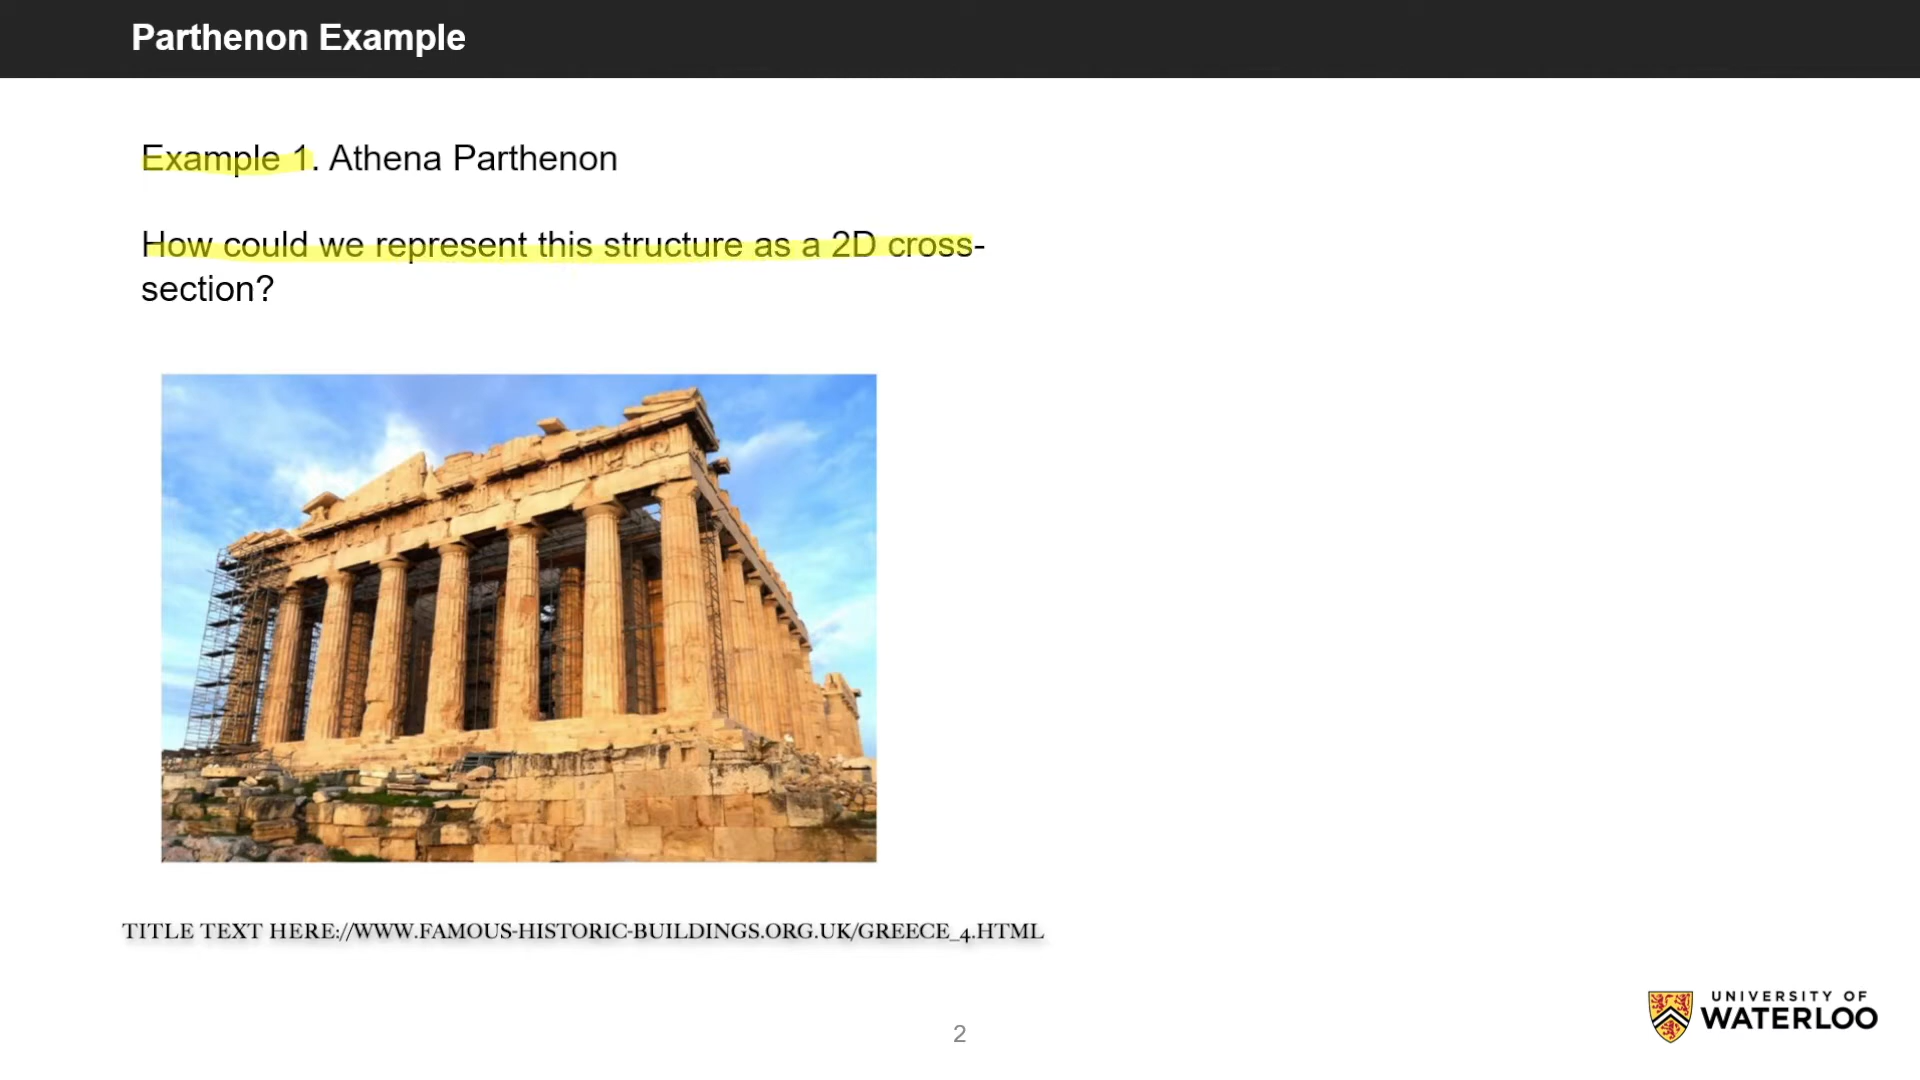 Parthenon Example
Example 1. Athena Parthenon
How could we represent this structure as a 2D cross-
section?
TITLE TEXT HERE://WWW.FAMOUS-HISTORIC-BUILDINGS.ORG.UK/GREECE_4.HTML
2
UNIVERSITY OF
WATERLOO